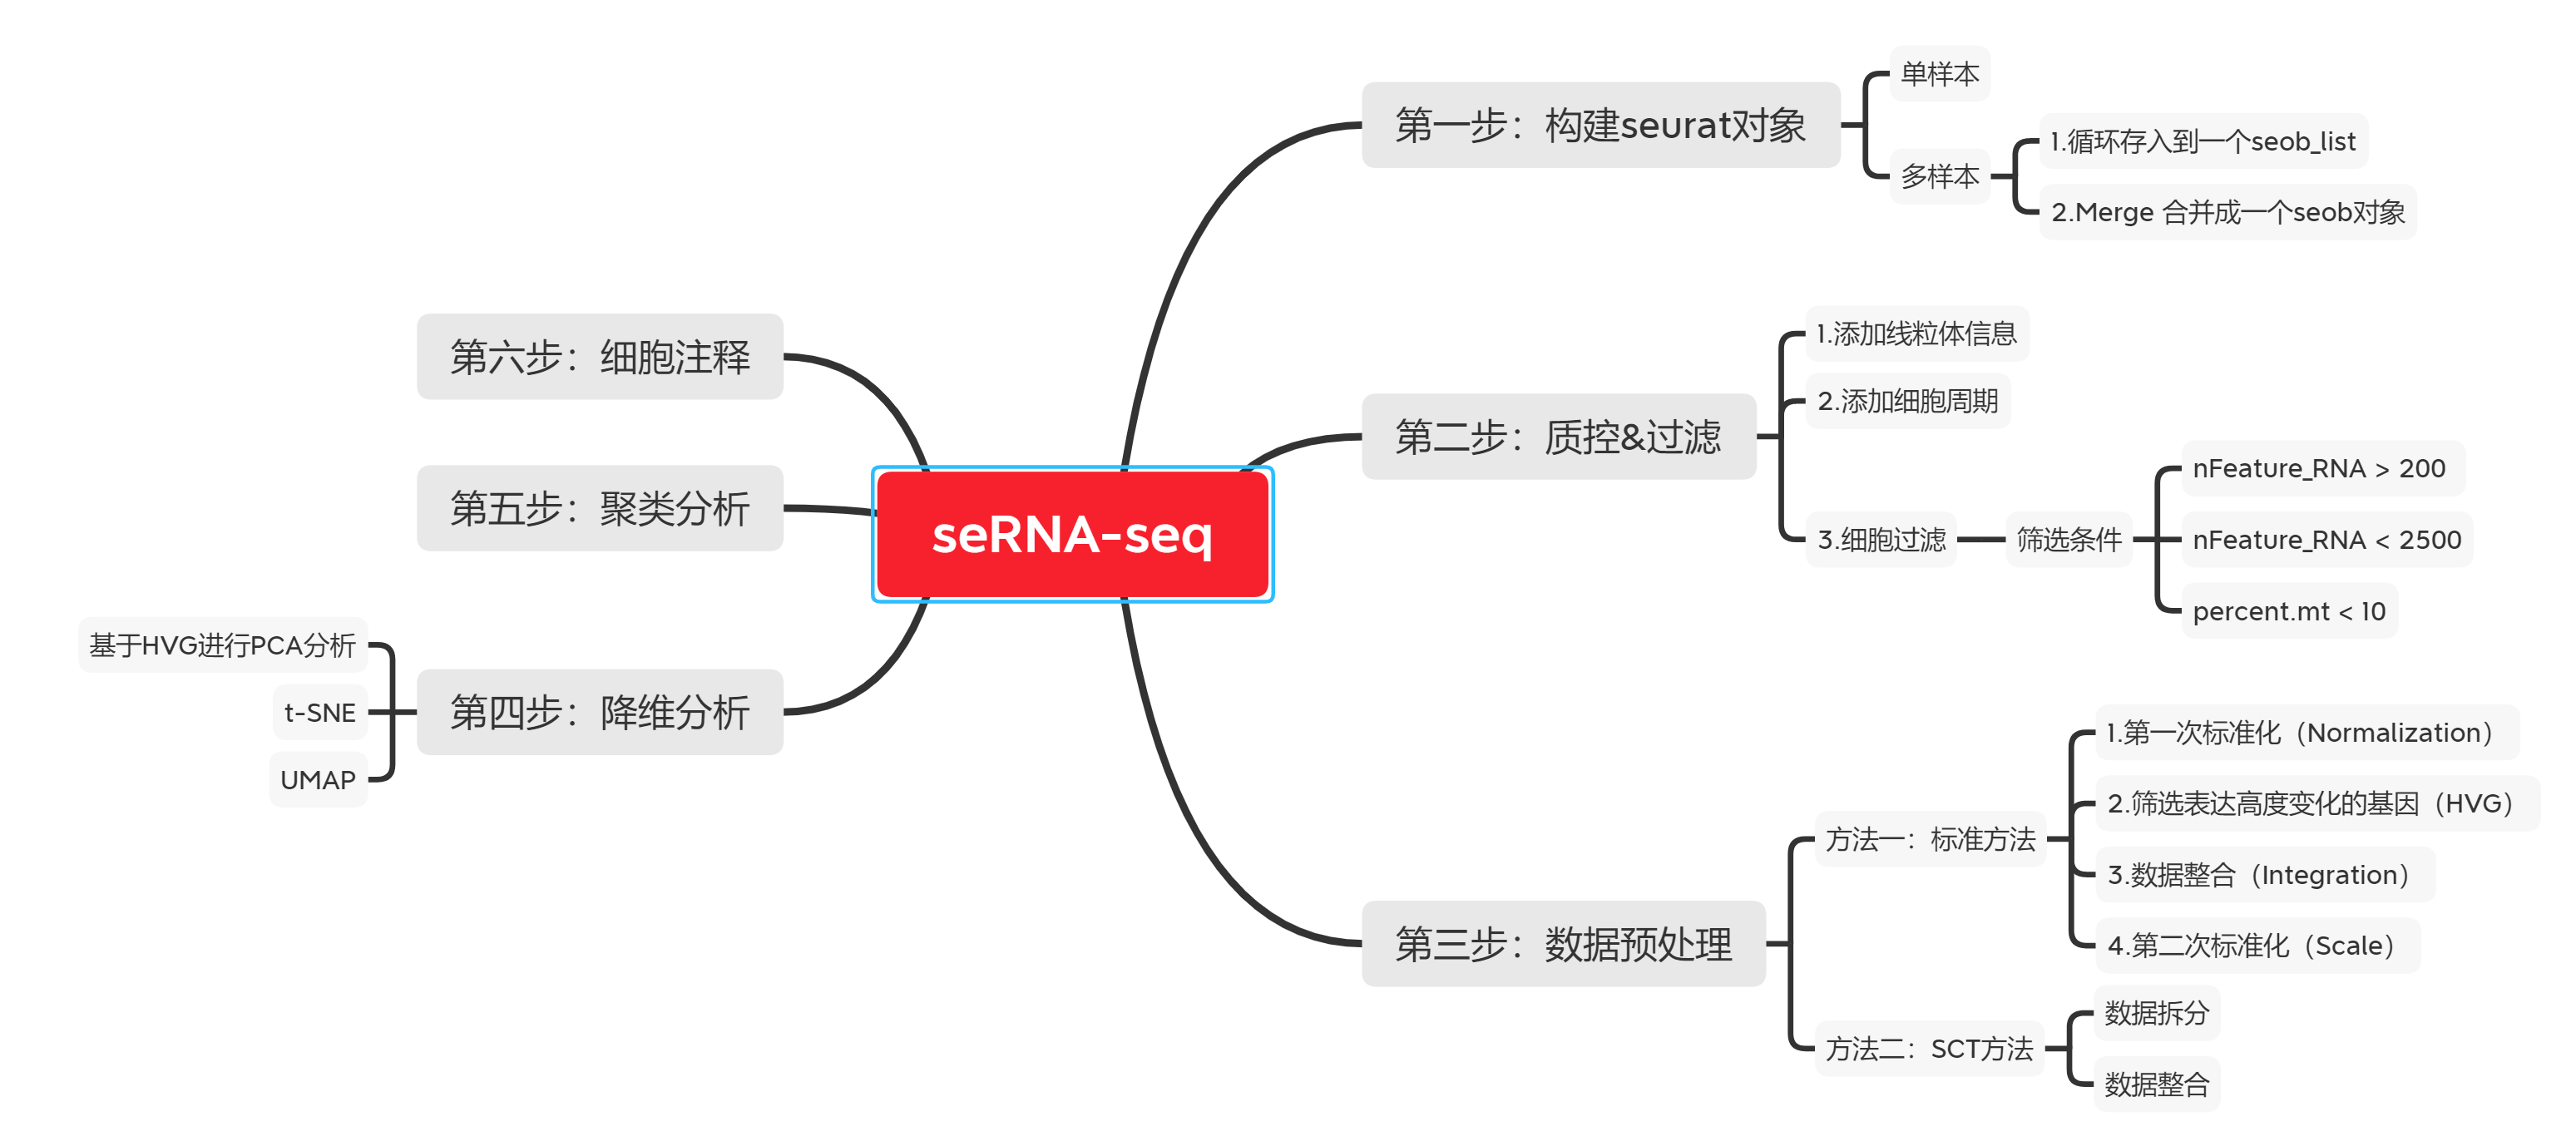 seRNA-seq
第一步：构建seurat对象
单样本
多样本
1.循环存入到一个seob_list
2.Merge 合并成一个seob对象
第二步：质控&过滤
1.添加线粒体信息
2.添加细胞周期
3.细胞过滤
筛选条件
nFeature_RNA > 200
nFeature_RNA < 2500
percent.mt < 10
第三步：数据预处理
方法一：标准方法
1.第一次标准化（Normalization）
2.筛选表达高度变化的基因（HVG）
3.数据整合（Integration）
4.第二次标准化（Scale）
方法二：SCT方法
数据拆分
数据整合
第四步：降维分析
基于HVG进行PCA分析
t-SNE
UMAP
第五步：聚类分析
第六步：细胞注释